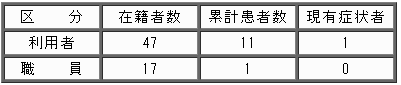 区　分 在籍者数 累計患者数 現有症状者
利用者 47 11 1
職　員 17 1 0